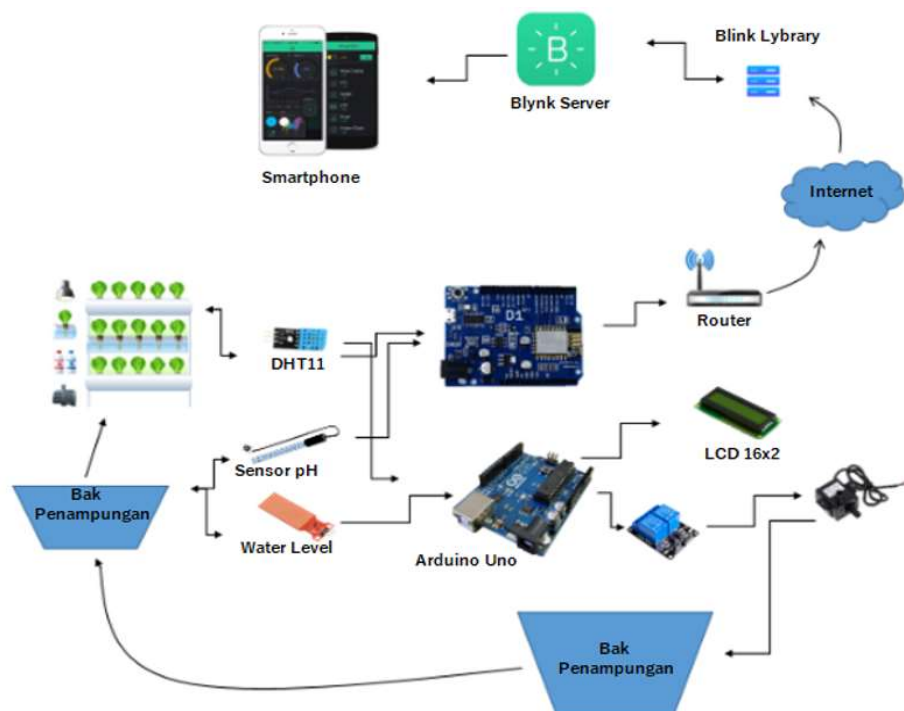 Blink Lybrary
B
Blynk Server
Smartphone
Internet
D1
Router
DHT11
LCD 16x2
Sensor pH
Bak
Penampungan
Water Level
Arduino Uno
Bak
Penampungan